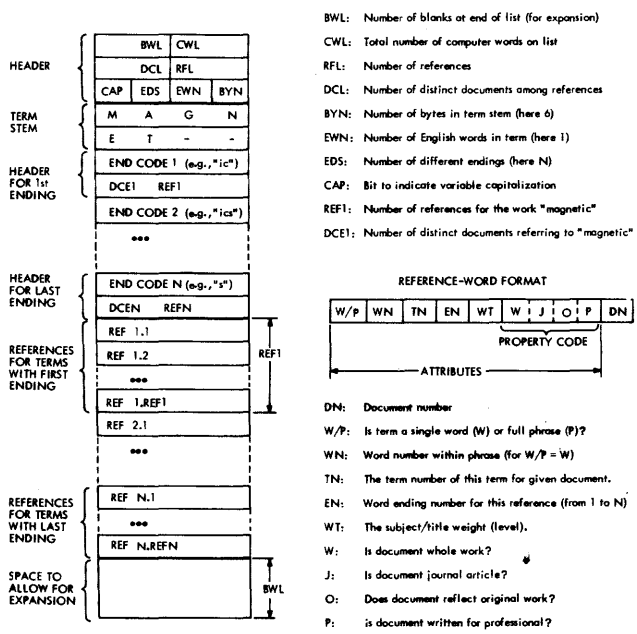 BWL CWL
HEADER
DCL RFL
CAP EDS EWN BYN
TERM
STEM
M A G N
E T - -
HEADER
FOR 1st
ENDING
END CODE 1 (e.g.,"ic")
DCE1 REF1
END CODE 2 (e.g.,"ics")
•••
HEADER
FOR LAST
ENDING
END CODE N (e.g.,"s")
DCEN REFN
REFERENCES
FOR TERMS
WITH FIRST
ENDING
REF 1.1
REF 1.2
•••
REF 1.REF1
REF1
REF 2.1
•••
REFERENCES
FOR TERMS
WITH LAST
ENDING
REF N.1
•••
REF N.REFN
SPACE TO
ALLOW FOR
EXPANSION
BWL
BWL: Number of blanks at end of list (for expansion)
CWL: Total number of computer words on list
RFL: Number of references
DCL: Number of distinct documents among references
BYN: Number of bytes in term stem (here 6)
EWN: Number of English words in term (here 1)
EDS: Number of different endings (here N)
CAP: Bit to indicate variable capitalization
REF1: Number of references for the work "magnetic"
DCE1: Number of distinct documents referring to "magnetic"
REFERENCE-WORD FORMAT
W/P WN TN EN WT W J O P DN
PROPERTY CODE
ATTRIBUTES
DN: Document number
W/P: Is term a single word (W) or full phrase (P)?
WN: Word number within phrase (for W/P = W)
TN: The term number of this term for given document.
EN: Word ending number for this reference (from 1 to N)
WT: The subject/title weight (level).
W: Is document whole work?
J: Is document journal article?
O: Does document reflect original work?
P: is document written for professional?